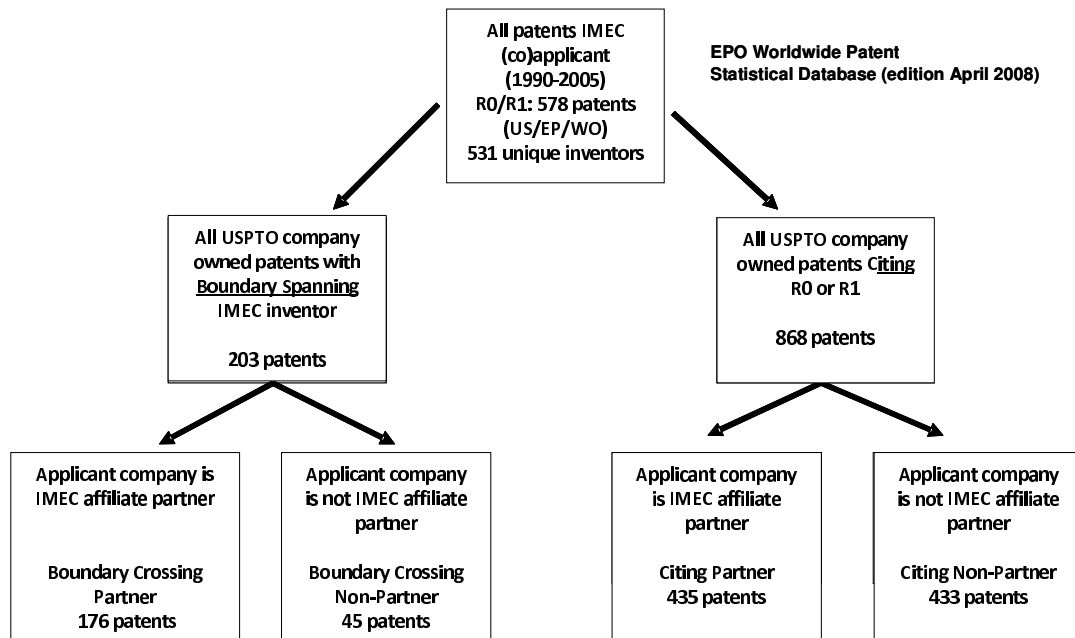 All patents IMEC
(co)applicant
(1990-2005)
R0/R1: 578 patents
(US/EP/WO)
531 unique inventors
EPO Worldwide Patent
Statistical Database (edition April 2008)
All USPTO company
owned patents with
Boundary Spanning
IMEC inventor
203 patents
All USPTO company
owned patents Citing
R0 or R1
868 patents
Applicant company is
IMEC affiliate partner
Boundary Crossing
Partner
176 patents
Applicant company
is not IMEC affiliate
partner
Boundary Crossing
Non-Partner
45 patents
Applicant company
is IMEC affiliate
partner
Citing Partner
435 patents
Applicant company
is not IMEC affiliate
partner
Citing Non-Partner
433 patents